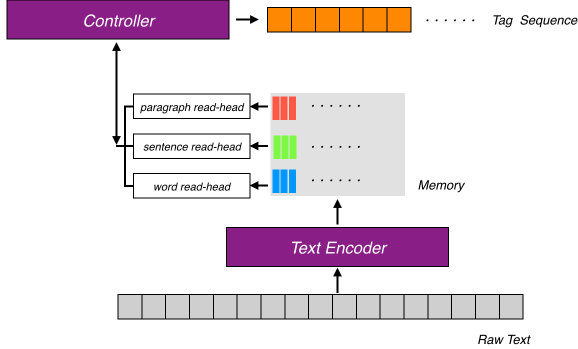 Controller
Tag Sequence
paragraph read-head
sentence read-head
word read-head
Memory
Text Encoder
Raw Text